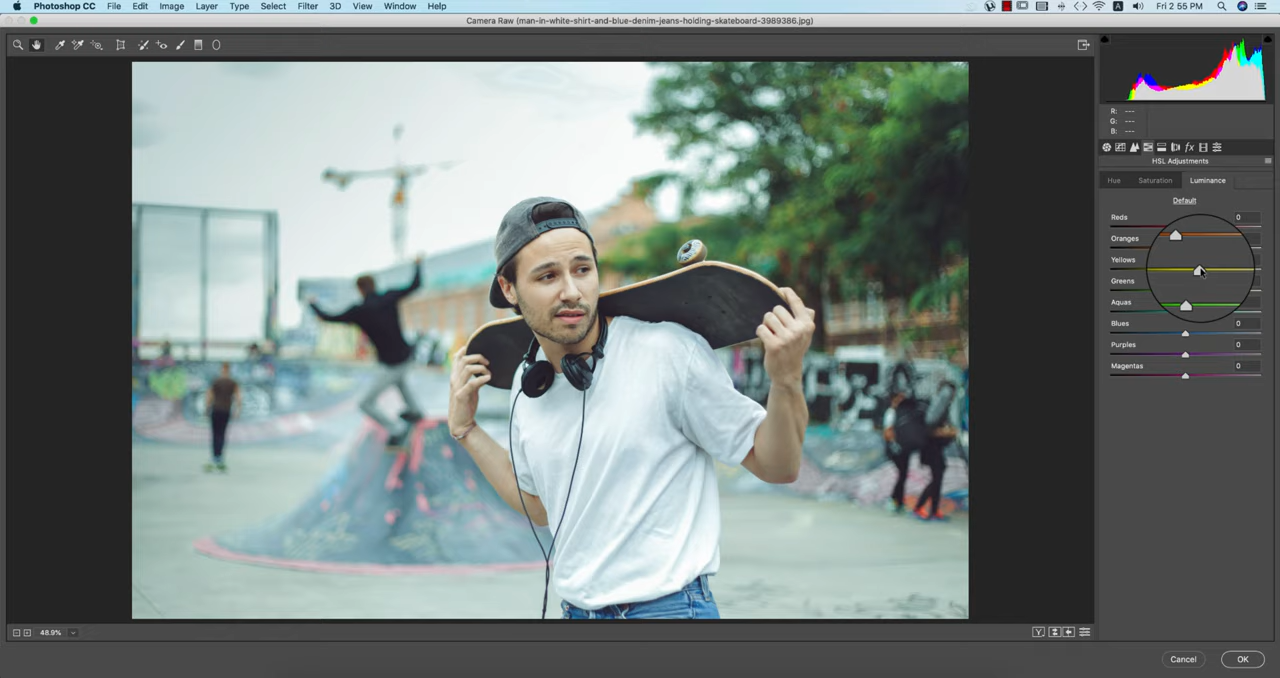 Photoshop CC File Edit Image Layer Type Select Filter 3D View Window Help A Fri 2 55 PM
Camera Raw (man-in-white-shirt-and-blue-denim-jeans-holding-skateboard-3989386.jpg)
R: ---
G: ---
B: ---
fx
HSL Adjustments
Hue Saturation Luminance
Default
Reds 0
Oranges
Yellows
Greens
Aquas
Blues 0
Purples 0
Magentas 0
48.9% Y
Cancel OK